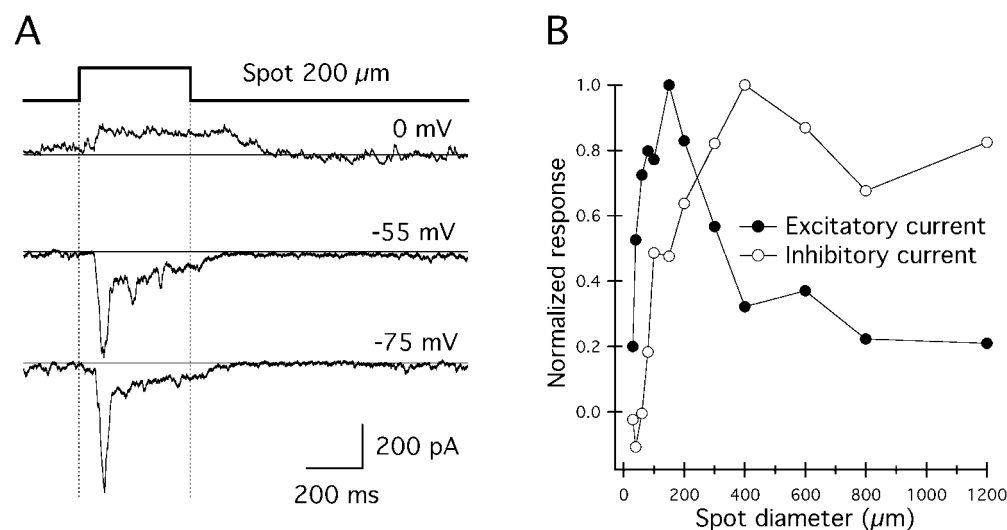 A
Spot 200 µm
0 mV
-55 mV
-75 mV
200 pA
200 ms
B
Normalized response
1.0
0.8
0.6
0.4
0.2
0.0
Excitatory current
Inhibitory current
0 200 400 600 800 1000 1200
Spot diameter (µm)